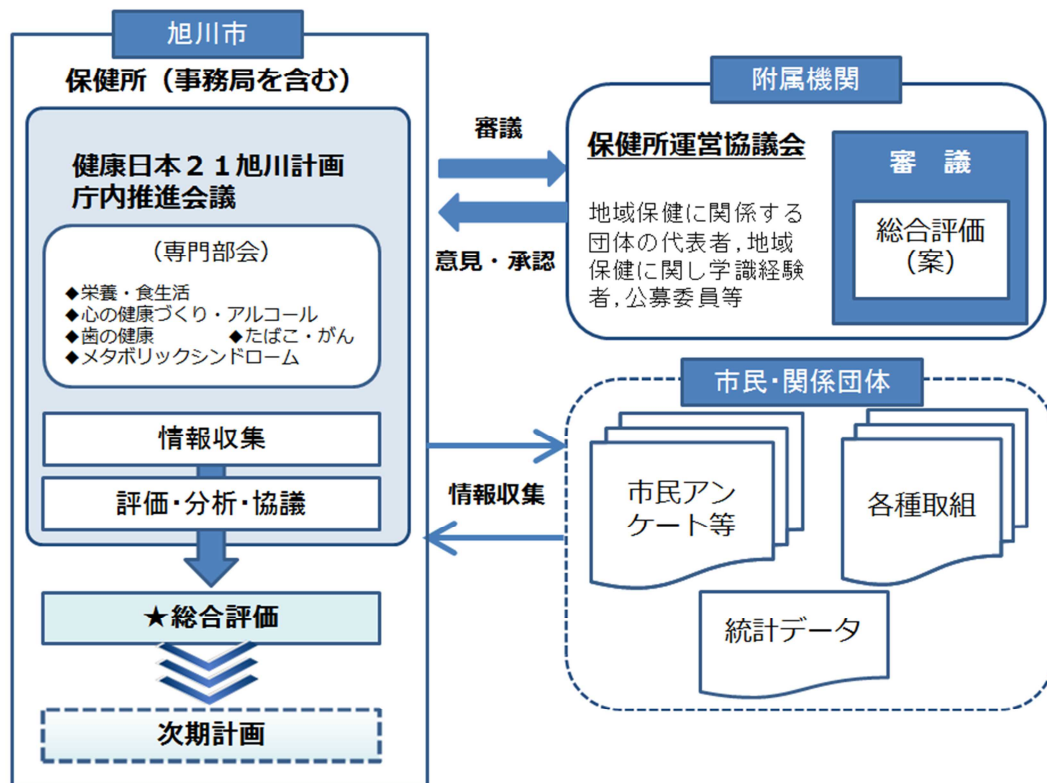 旭川市
保健所（事務局を含む）
健康日本２１旭川計画
庁内推進会議
（専門部会）
◆栄養・食生活
◆心の健康づくり・アルコール
◆歯の健康　　　　◆たばこ・がん
◆メタボリックシンドローム
情報収集
評価・分析・協議
★総合評価
次期計画
審議
意見・承認
附属機関
保健所運営協議会
地域保健に関係する
団体の代表者，地域
保健に関し学識経験
者，公募委員等
審　議
総合評価
（案）
情報収集
市民・関係団体
市民アン
ケート等
各種取組
統計データ